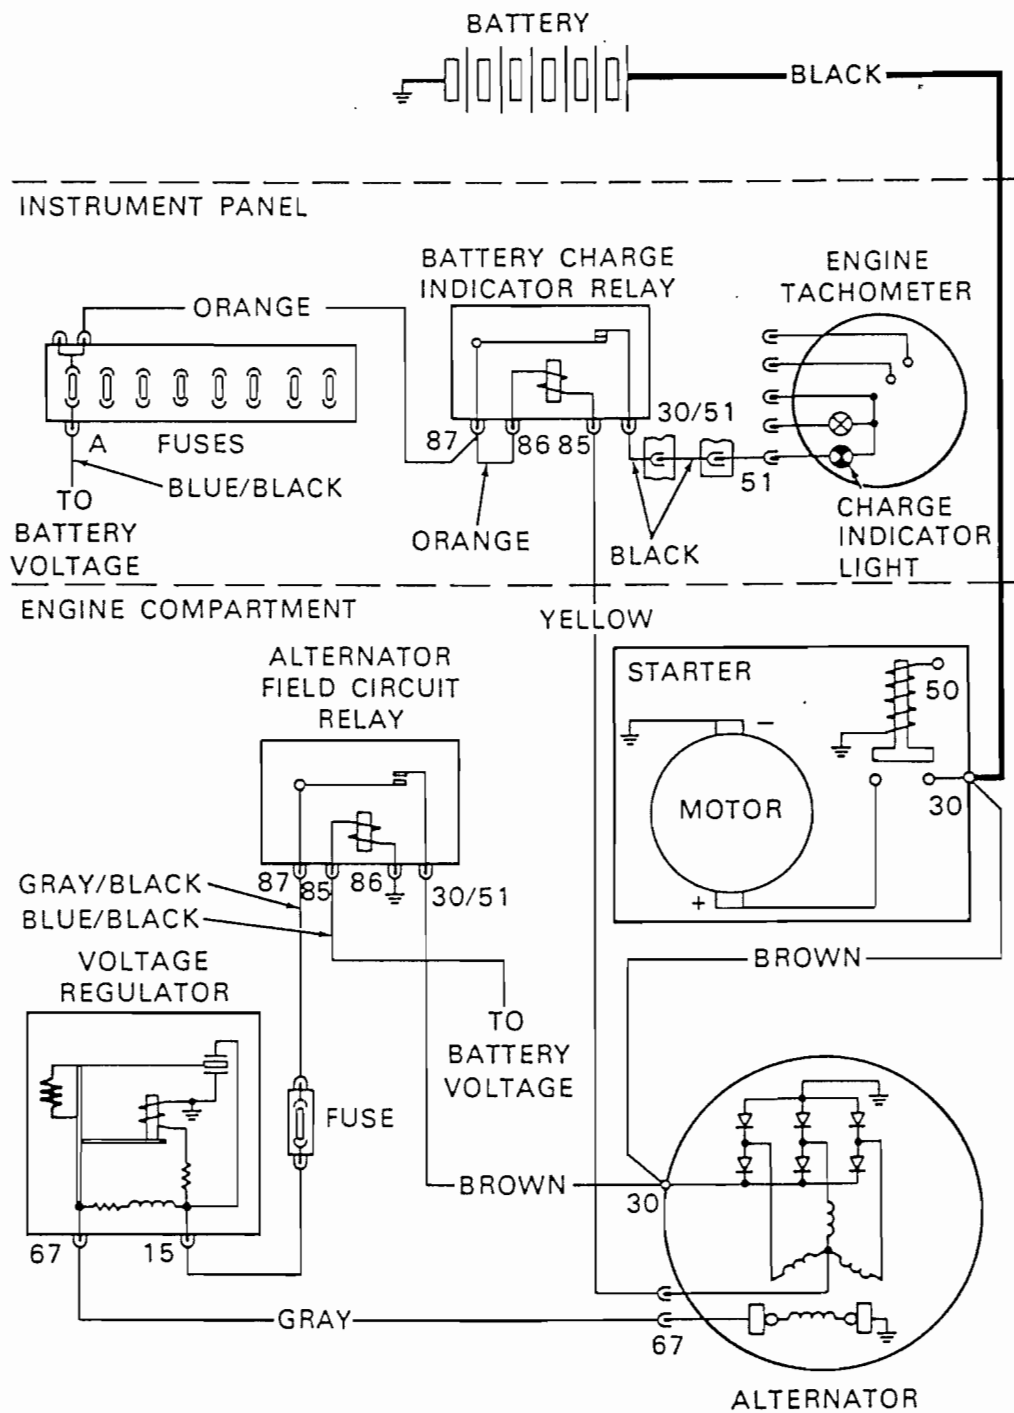 BATTERY
BLACK
INSTRUMENT PANEL
BATTERY CHARGE
INDICATOR RELAY
ENGINE
TACHOMETER
ORANGE
A
FUSES
87
86
85
30/51
51
BLUE/BLACK
TO
BATTERY
VOLTAGE
ORANGE
BLACK
CHARGE
INDICATOR
LIGHT
ENGINE COMPARTMENT
YELLOW
ALTERNATOR
FIELD CIRCUIT
RELAY
STARTER
50
−
MOTOR
30
+
87
85
86
30/51
GRAY/BLACK
BLUE/BLACK
BROWN
VOLTAGE
REGULATOR
TO
BATTERY
VOLTAGE
FUSE
BROWN
30
67
15
GRAY
67
ALTERNATOR